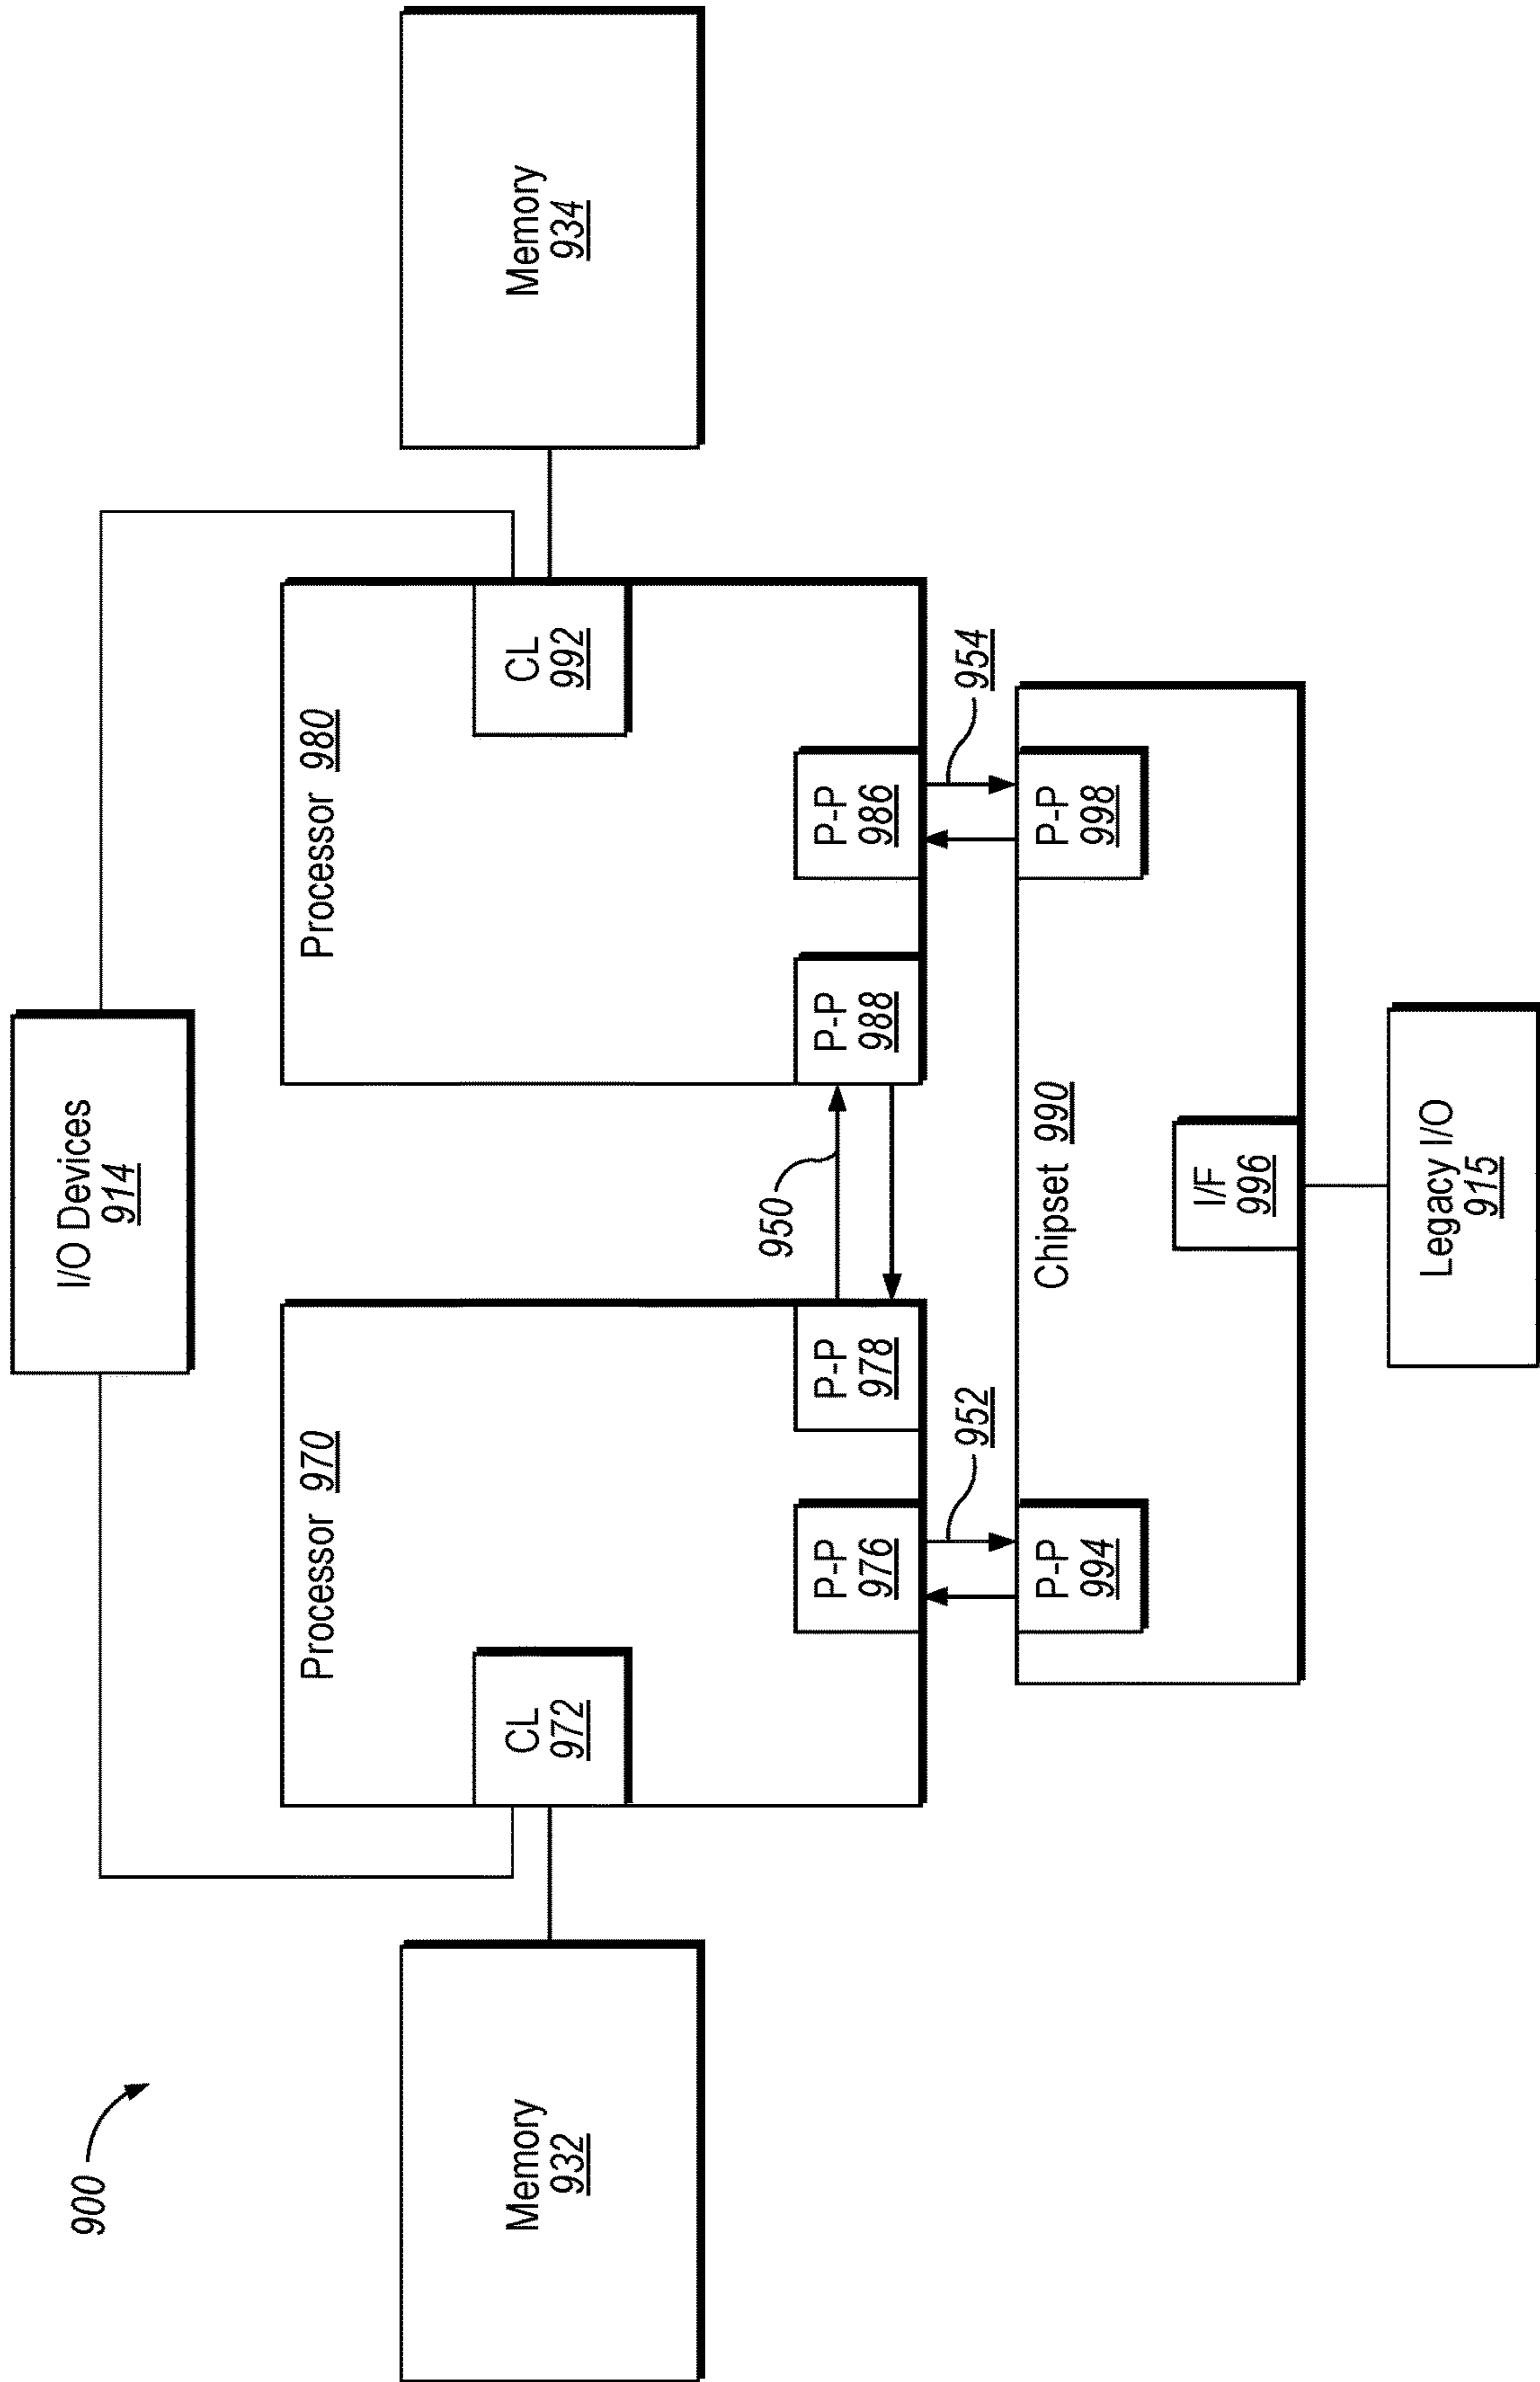 900
I/O Devices
914
Memory
932
Processor 970
CL
972
P-P
976
P-P
978
950
Processor 980
CL
992
P-P
988
P-P
986
Memory
934
952
954
Chipset 990
P-P
994
P-P
998
I/F
996
Legacy I/O
915